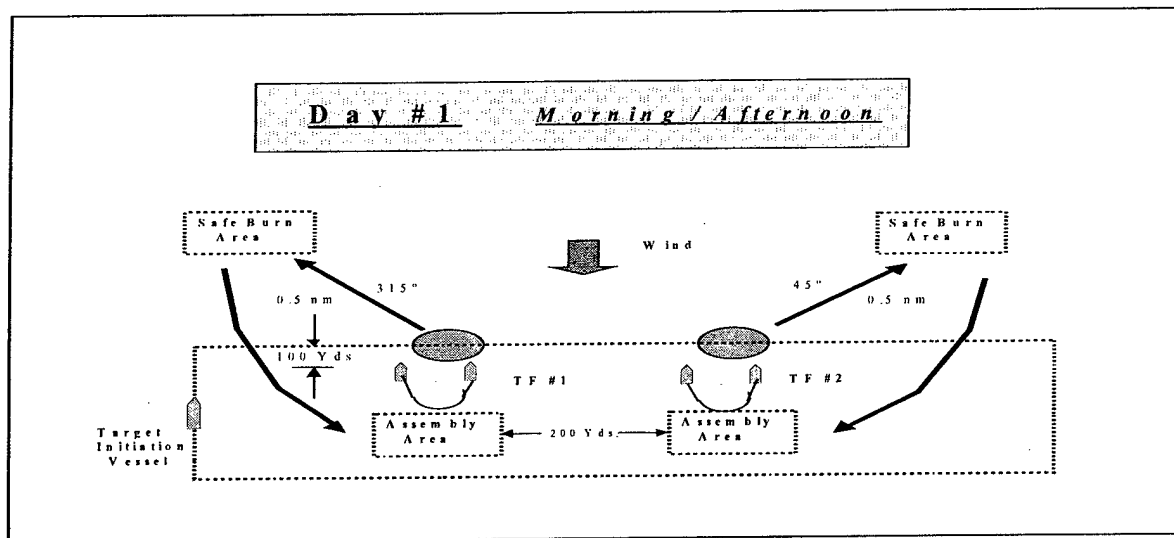 Day #1 Morning / Afternoon
Safe Burn
Area
Wind
Safe Burn
Area
315°
0.5 nm
45°
0.5 nm
100 Yds
TF #1
TF #2
Assembly
Area
200 Yds.
Assembly
Area
Target
Initiation
Vessel